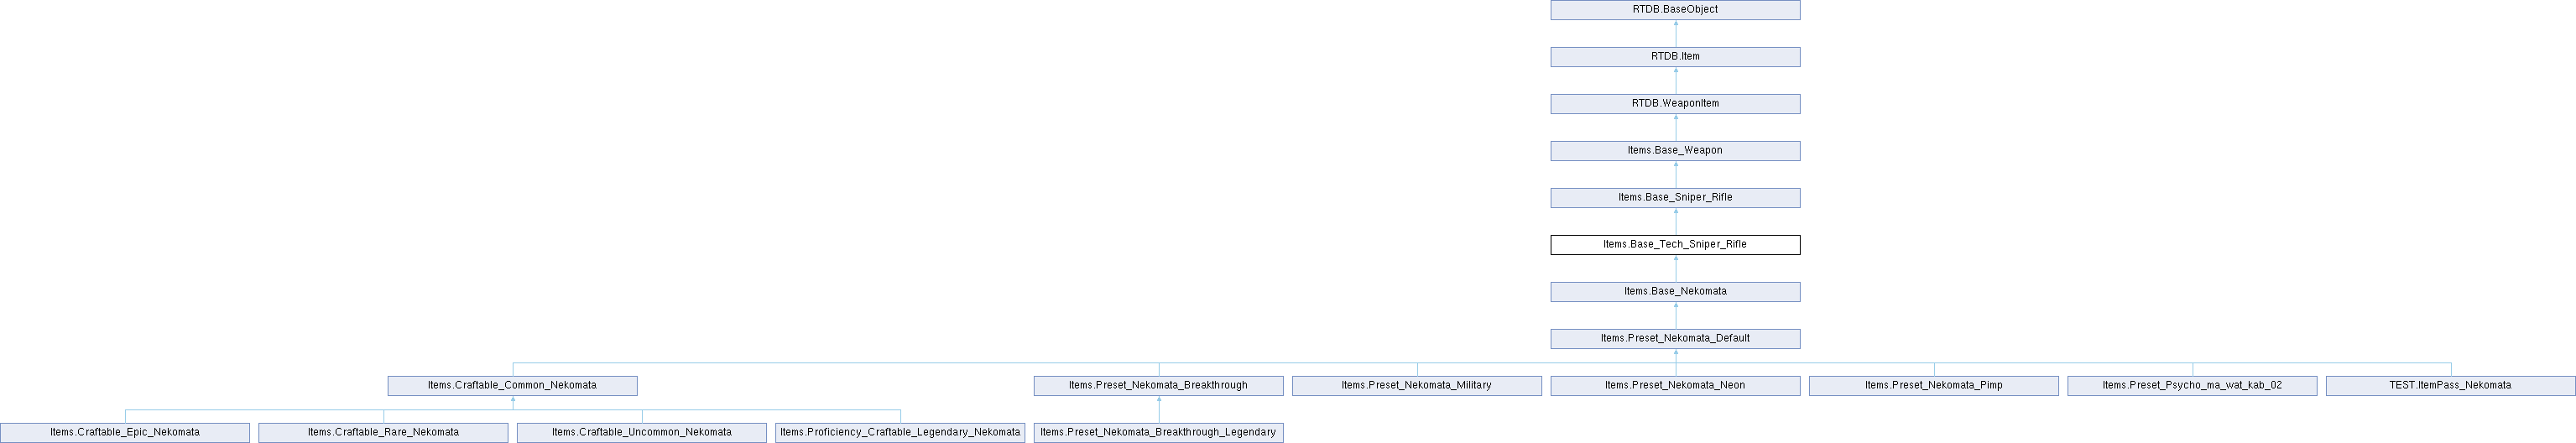 RTDB.BaseObject
RTDB.Item
RTDB.WeaponItem
Items.Base_Weapon
Items.Base_Sniper_Rifle
Items.Base_Tech_Sniper_Rifle
Items.Base_Nekomata
Items.Preset_Nekomata_Default
Items.Craftable_Common_Nekomata
Items.Preset_Nekomata_Breakthrough
Items.Preset_Nekomata_Military
Items.Preset_Nekomata_Neon
Items.Preset_Nekomata_Pimp
Items.Preset_Psycho_ma_wat_kab_02
TEST.ItemPass_Nekomata
Items.Craftable_Epic_Nekomata
Items.Craftable_Rare_Nekomata
Items.Craftable_Uncommon_Nekomata
Items.Proficiency_Craftable_Legendary_Nekomata
Items.Preset_Nekomata_Breakthrough_Legendary